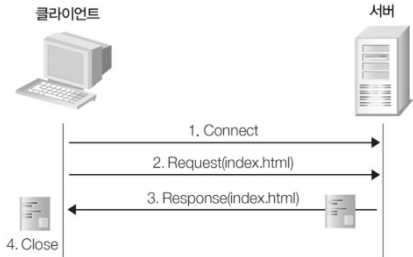 클라이언트
서버
1. Connect
2. Request(index.html)
3. Response(index.html)
4. Close